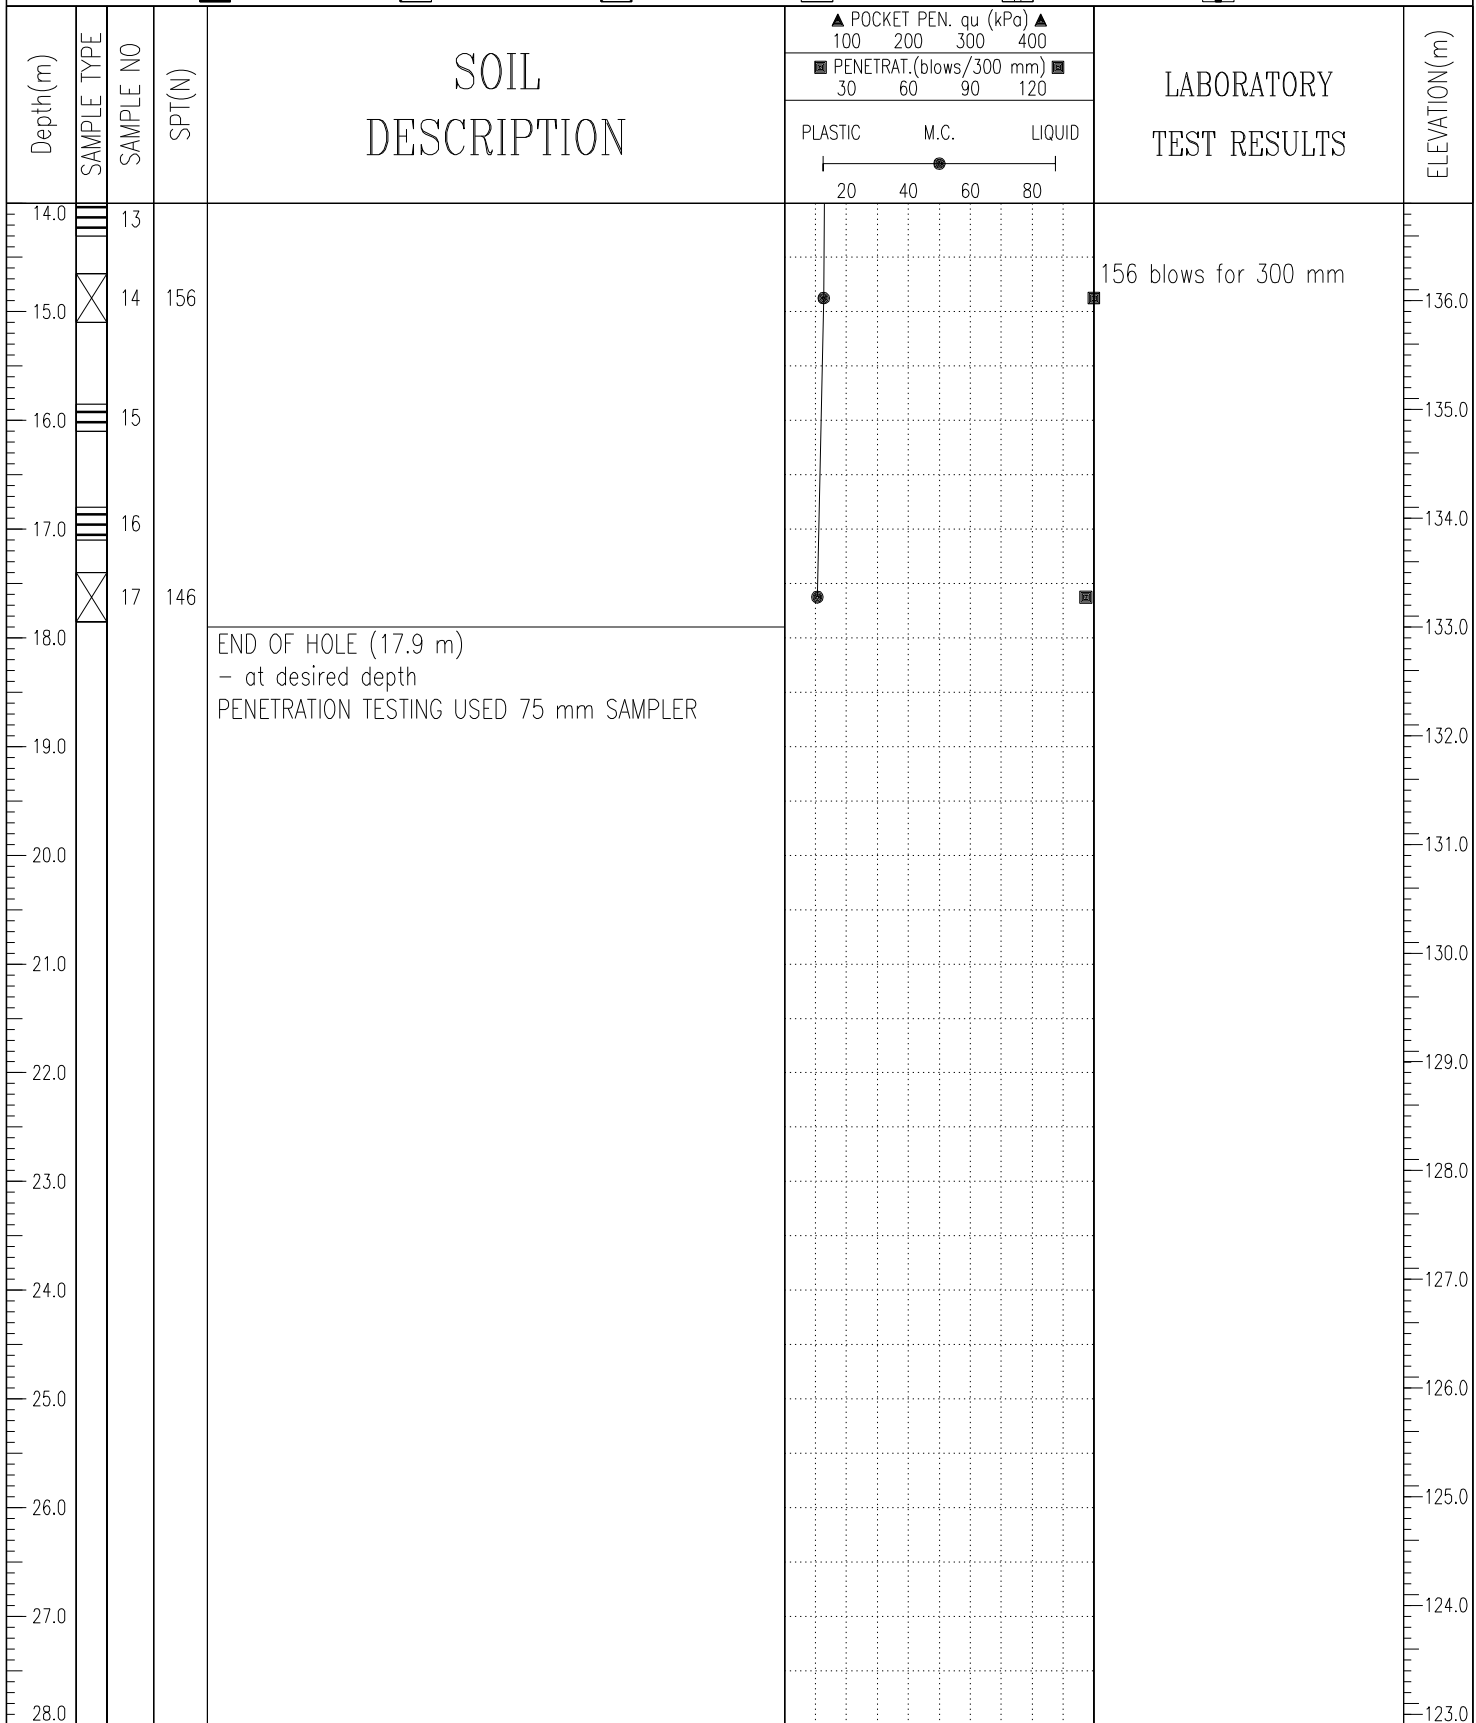 Depth(m)
SAMPLE TYPE
SAMPLE NO
SPT(N)
SOIL
DESCRIPTION
▲ POCKET PEN. qu (kPa) ▲
100 200 300 400
PENETRAT.(blows/300 mm)
30 60 90 120
PLASTIC M.C. LIQUID
20 40 60 80
LABORATORY
TEST RESULTS
ELEVATION(m)
14.0 13
156 blows for 300 mm
14 156
15.0 136.0
16.0 15 135.0
17.0 16 134.0
17 146
18.0 133.0
END OF HOLE (17.9 m)
- at desired depth
PENETRATION TESTING USED 75 mm SAMPLER
19.0 132.0
20.0 131.0
21.0 130.0
22.0 129.0
23.0 128.0
24.0 127.0
25.0 126.0
26.0 125.0
27.0 124.0
28.0 123.0